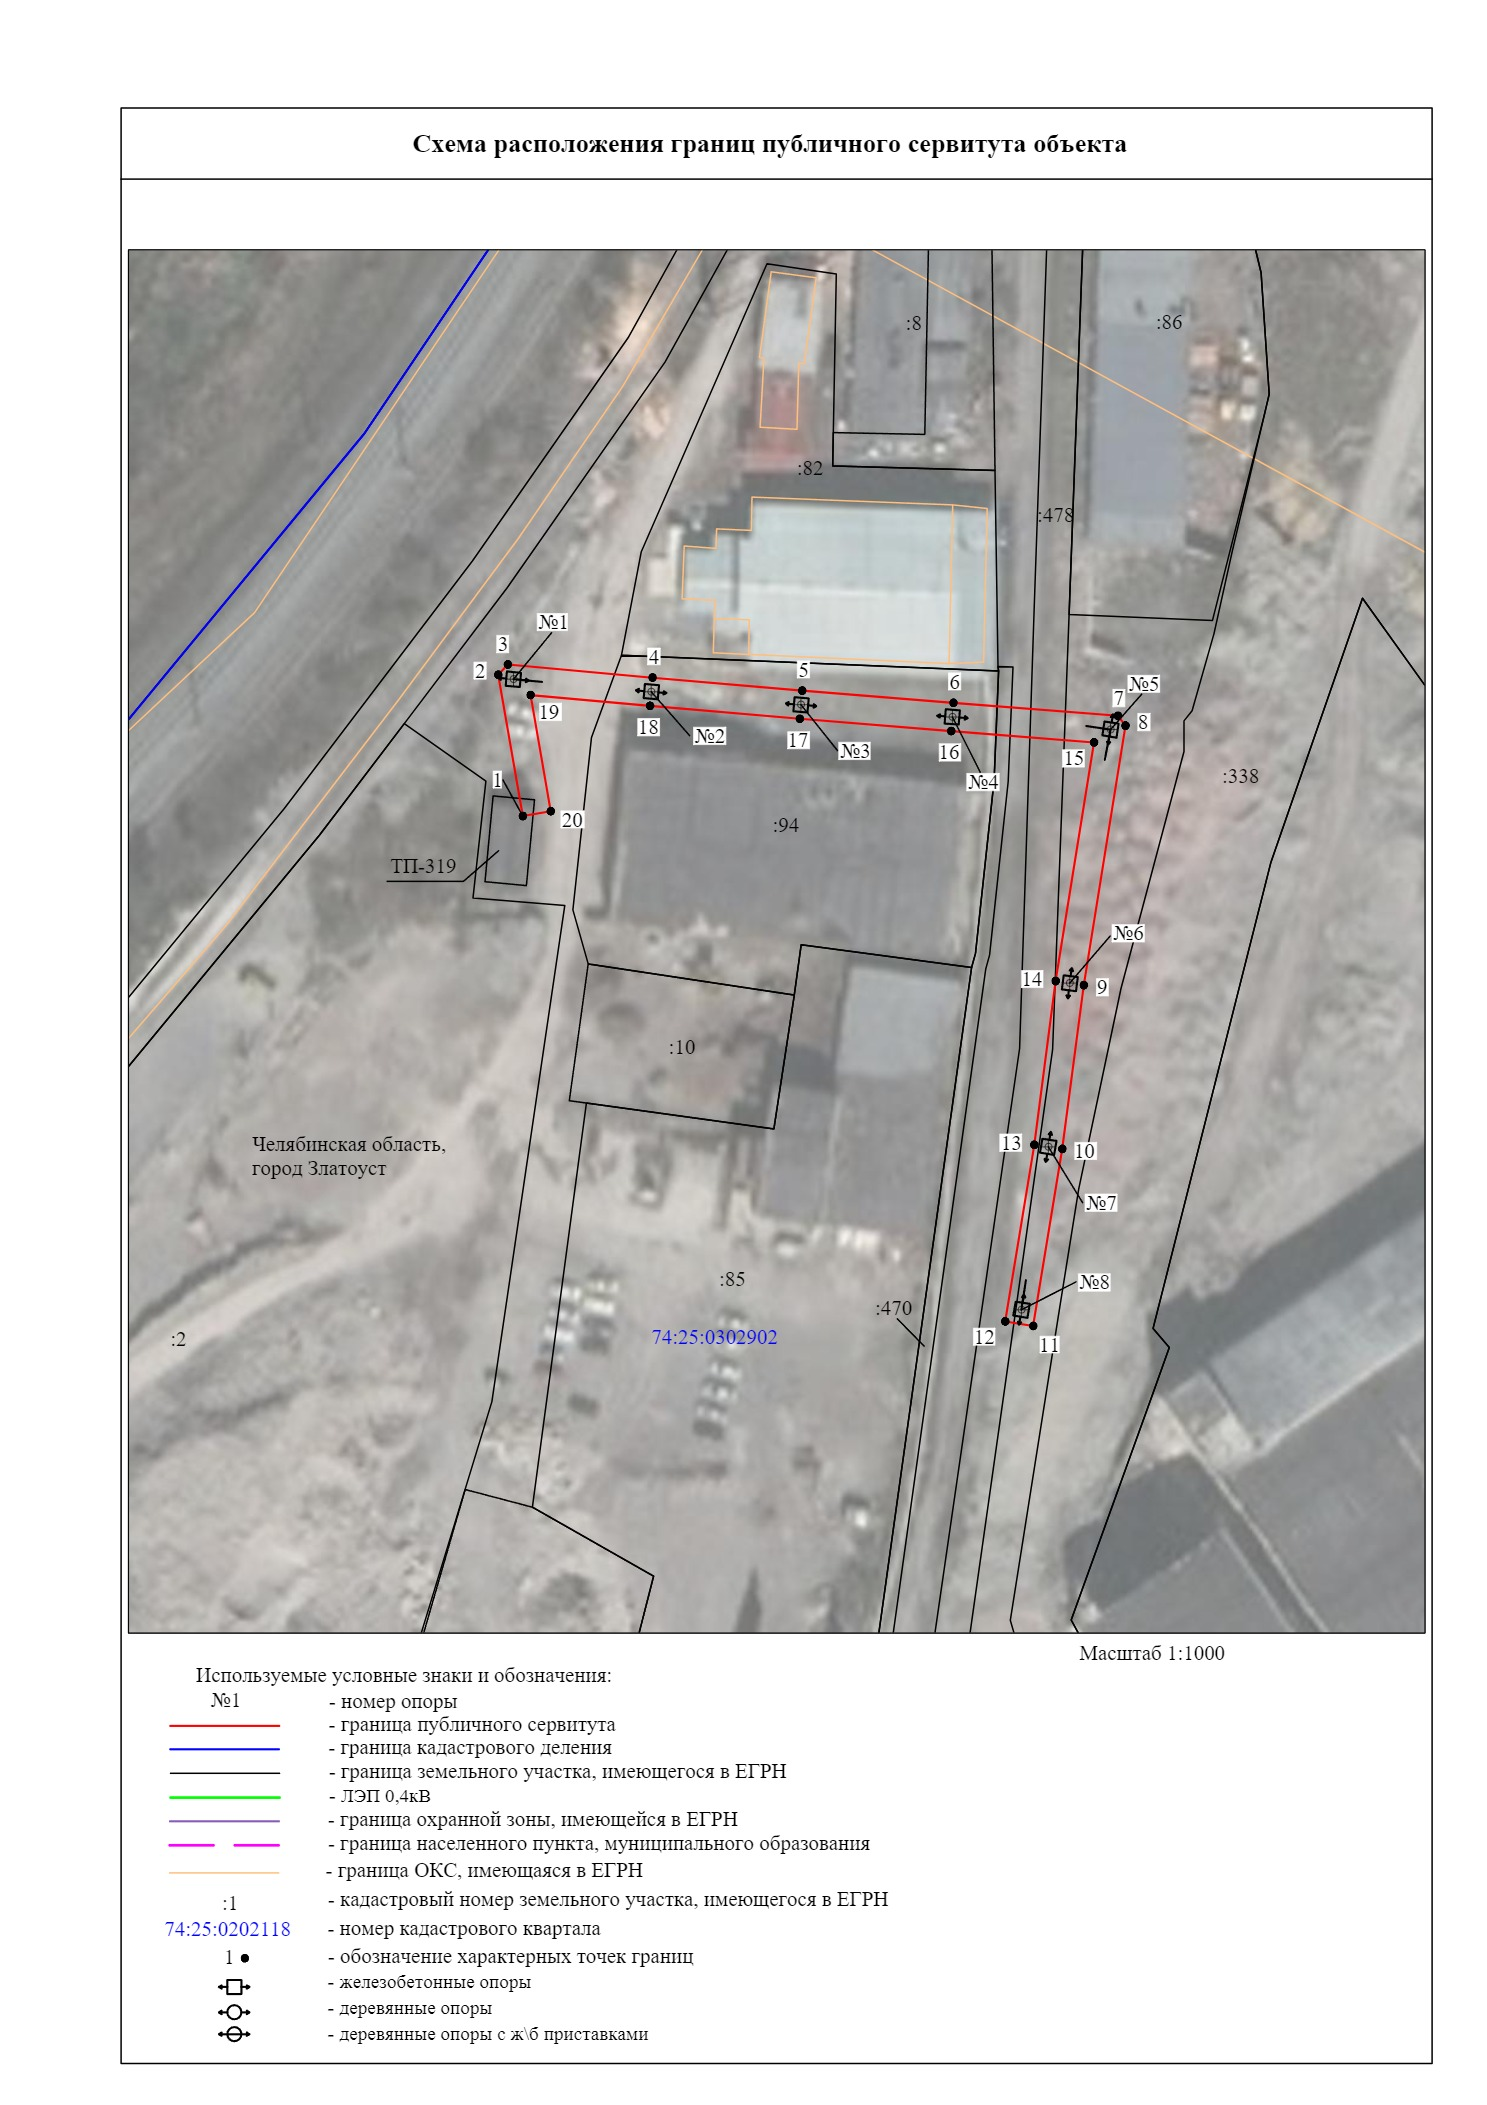 Схема расположения границ публичного сервитута объекта
:8
:86
:82
:478
№1
3
2
4
5
6
№5
7
8
19
18
№2
17
№3
16
№4
15
1
20
:338
:94
ТП-319
№6
14
9
:10
13
10
Челябинская область,
город Златоуст
№7
:85
№8
:470
:2
74:25:0302902
12
11
Масштаб 1:1000
Используемые условные знаки и обозначения:
№1 - номер опоры
- граница публичного сервитута
- граница кадастрового деления
- граница земельного участка, имеющегося в ЕГРН
- ЛЭП 0,4кВ
- граница охранной зоны, имеющейся в ЕГРН
- граница населенного пункта, муниципального образования
- граница ОКС, имеющаяся в ЕГРН
:1 - кадастровый номер земельного участка, имеющегося в ЕГРН
74:25:0202118 - номер кадастрового квартала
1 - обозначение характерных точек границ
- железобетонные опоры
- деревянные опоры
- деревянные опоры с ж\б приставками